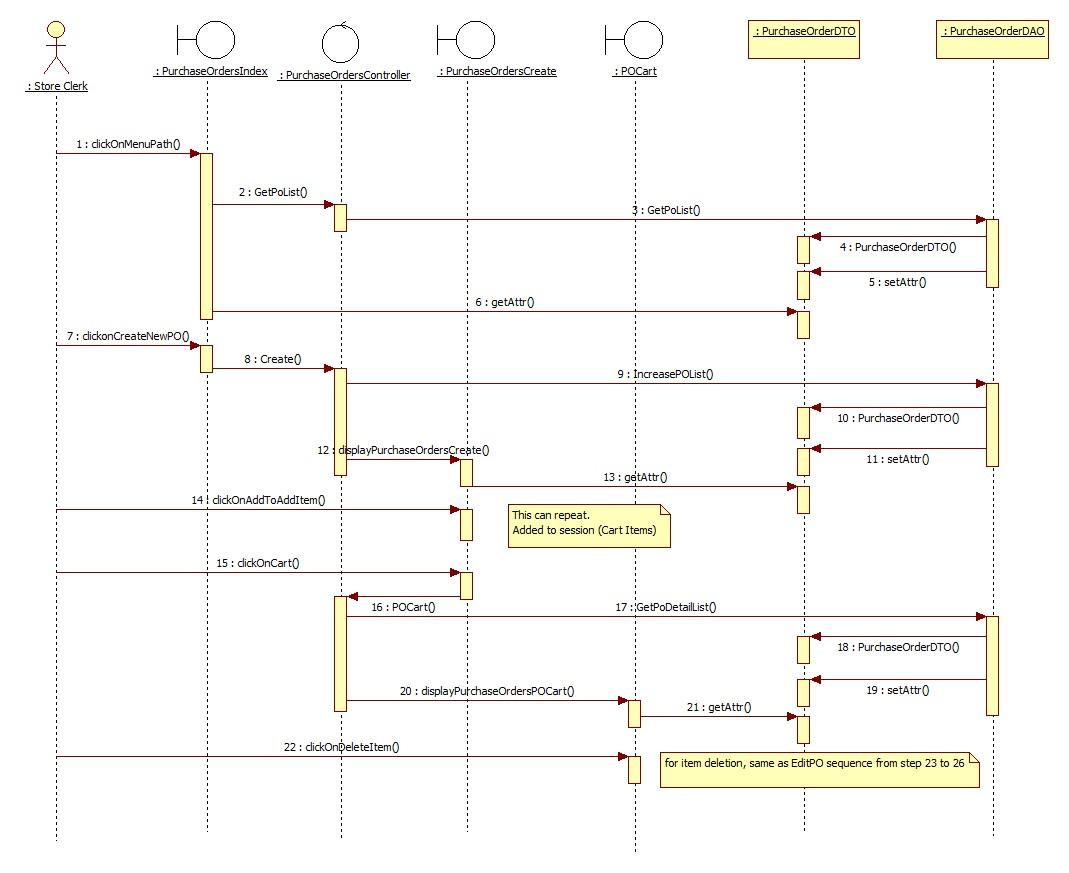 : PurchaseOrderDTO
: PurchaseOrderDAO
: PurchaseOrdersIndex
: PurchaseOrdersController
: PurchaseOrdersCreate
: POCart
: Store Clerk
1 : clickOnMenuPath()
2 : GetPoList()
3 : GetPoList()
4 : PurchaseOrderDTO()
5 : setAttr()
6 : getAttr()
7 : clickonCreateNewPO()
8 : Create()
9 : IncreasePOList()
10 : PurchaseOrderDTO()
12 : displayPurchaseOrdersCreate()
11 : setAttr()
13 : getAttr()
14 : clickOnAddToAddItem()
This can repeat.
Added to session (Cart Items)
15 : clickOnCart()
16 : POCart()
17 : GetPoDetailList()
18 : PurchaseOrderDTO()
19 : setAttr()
20 : displayPurchaseOrdersPOCart()
21 : getAttr()
22 : clickOnDeleteItem()
for item deletion, same as EditPO sequence from step 23 to 26